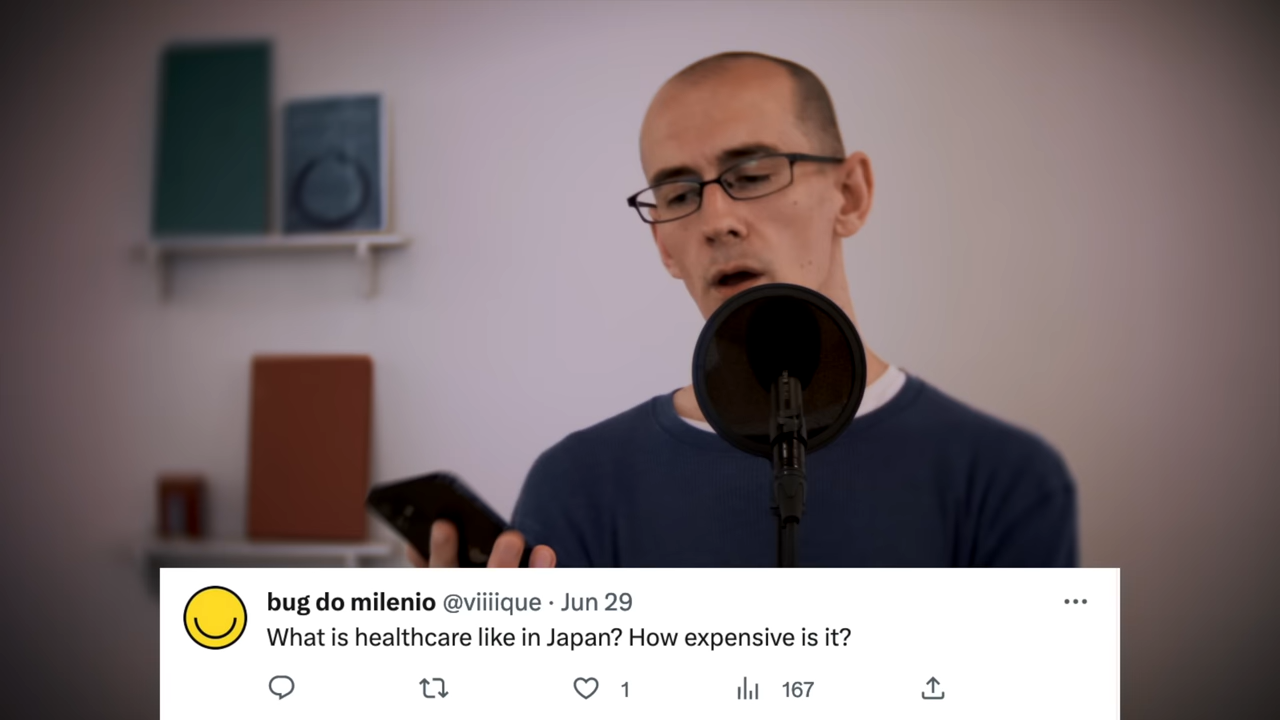 bug do milenio @viiiique · Jun 29
What is healthcare like in Japan? How expensive is it?
1 167